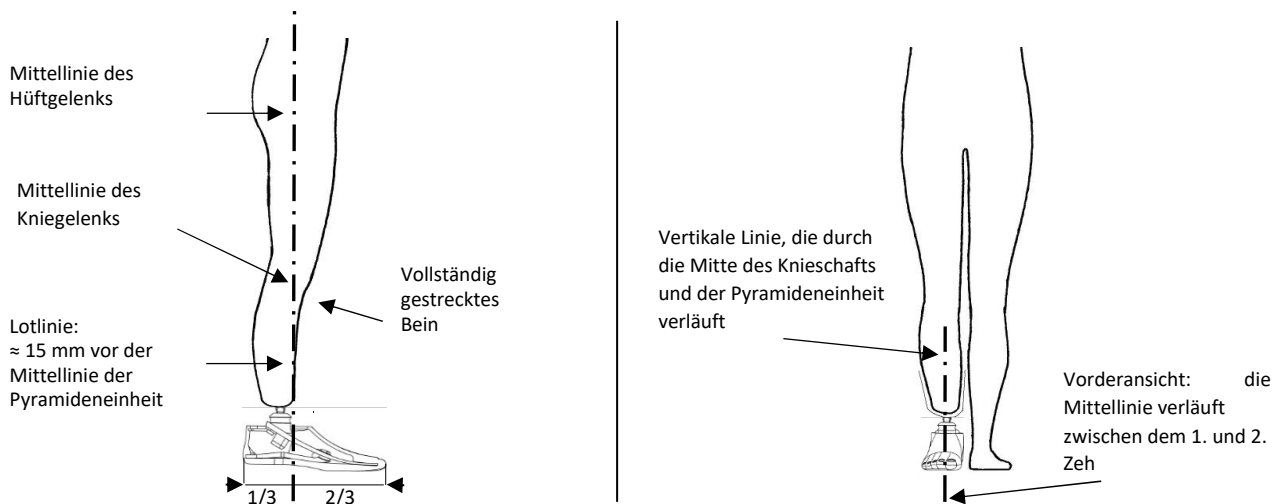 Mittellinie des
Hüftgelenks
Mittellinie des
Kniegelenks
Vollständig
gestrecktes
Bein
Lotlinie:
≈ 15 mm vor der
Mittellinie der
Pyramideneinheit
1/3
2/3
Vertikale Linie, die durch
die Mitte des Knieschafts
und der Pyramideneinheit
verläuft
Vorderansicht: die
Mittellinie verläuft
zwischen dem 1. und 2.
Zeh